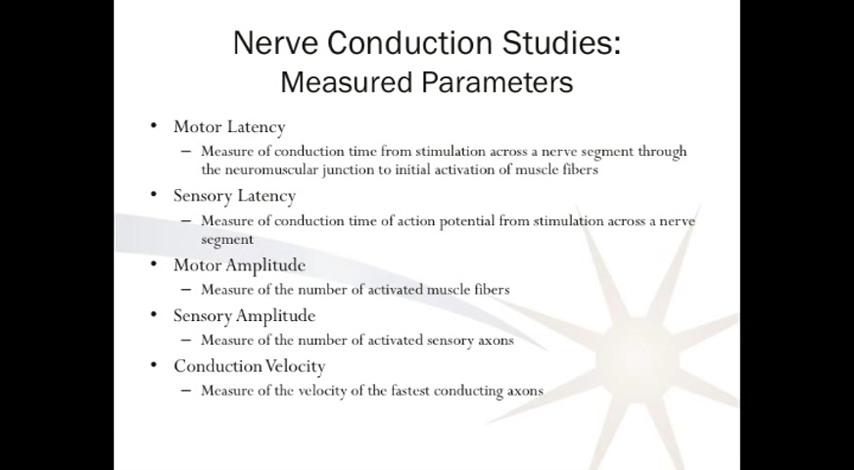 Nerve Conduction Studies:
Measured Parameters
• Motor Latency
– Measure of conduction time from stimulation across a nerve segment through
the neuromuscular junction to initial activation of muscle fibers
• Sensory Latency
– Measure of conduction time of action potential from stimulation across a nerve
segment
• Motor Amplitude
– Measure of the number of activated muscle fibers
• Sensory Amplitude
– Measure of the number of activated sensory axons
• Conduction Velocity
– Measure of the velocity of the fastest conducting axons